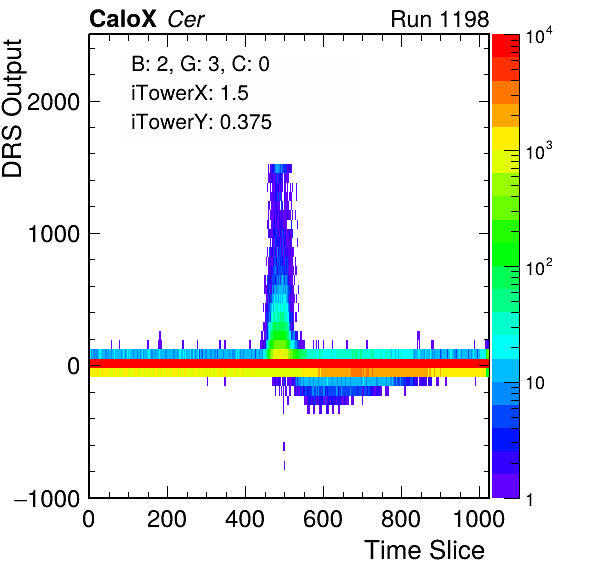 CaloX Cer Run 1198
DRS Output
B: 2, G: 3, C: 0
iTowerX: 1.5
iTowerY: 0.375
2000
1000
0
−1000
0 200 400 600 800 1000
Time Slice
10^4
10^3
10^2
10
1